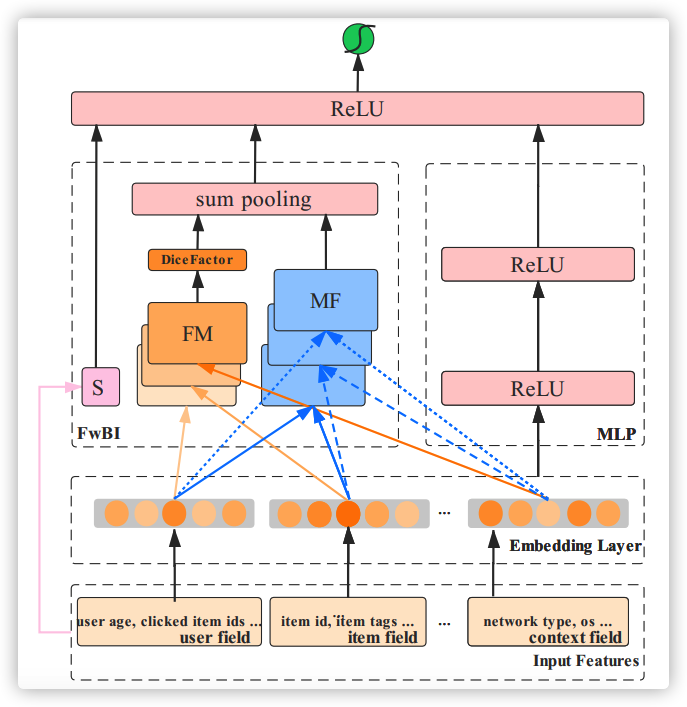 ReLU
sum pooling
DiceFactor
MF
ReLU
FM
S
ReLU
FwBI
MLP
...
Embedding Layer
user age, clicked item ids ...
user field
item id, item tags ...
item field
...
network type, os ...
context field
Input Features